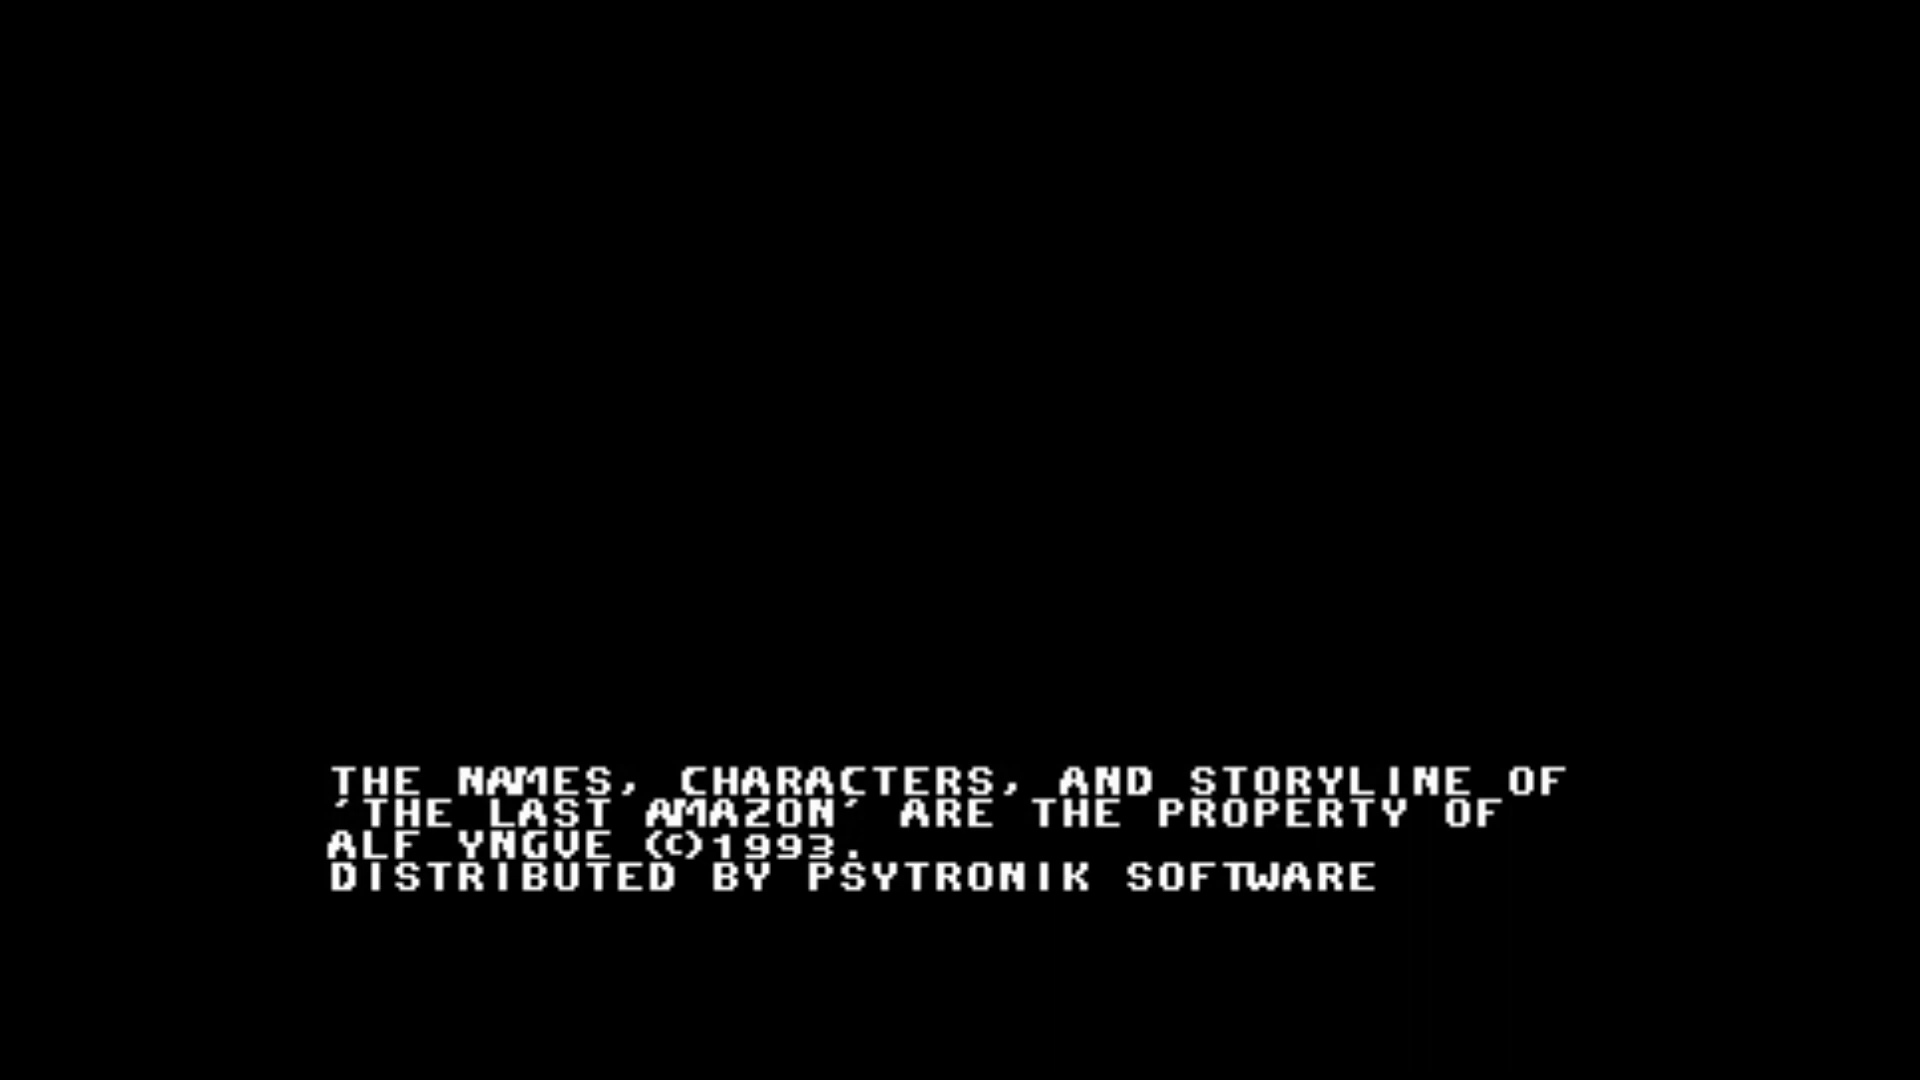 THE NAMES, CHARACTERS, AND STORYLINE OF
'THE LAST AMAZON' ARE THE PROPERTY OF
ALF YNGVE (C)1993.
DISTRIBUTED BY PSYTRONIK SOFTWARE